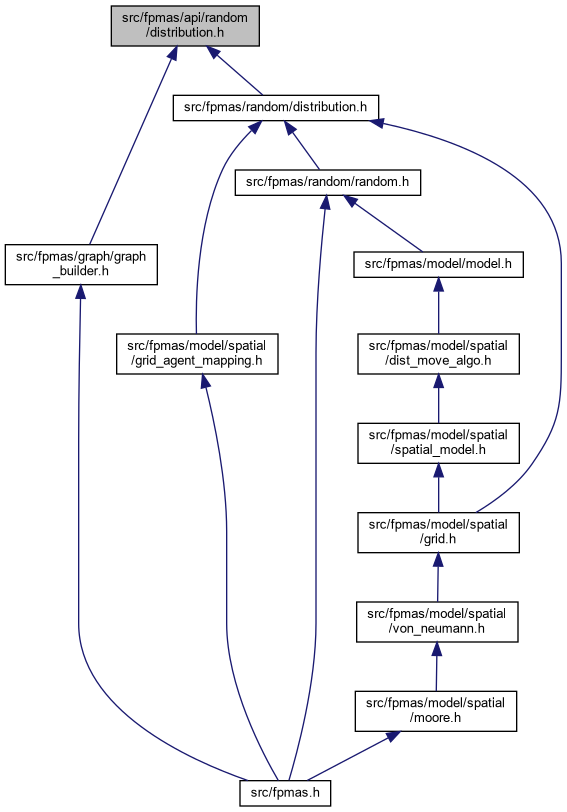 src/fpmas/api/random
/distribution.h
src/fpmas/random/distribution.h
src/fpmas/random/random.h
src/fpmas/graph/graph
_builder.h
src/fpmas/model/model.h
src/fpmas/model/spatial
/grid_agent_mapping.h
src/fpmas/model/spatial
/dist_move_algo.h
src/fpmas/model/spatial
/spatial_model.h
src/fpmas/model/spatial
/grid.h
src/fpmas/model/spatial
/von_neumann.h
src/fpmas/model/spatial
/moore.h
src/fpmas.h